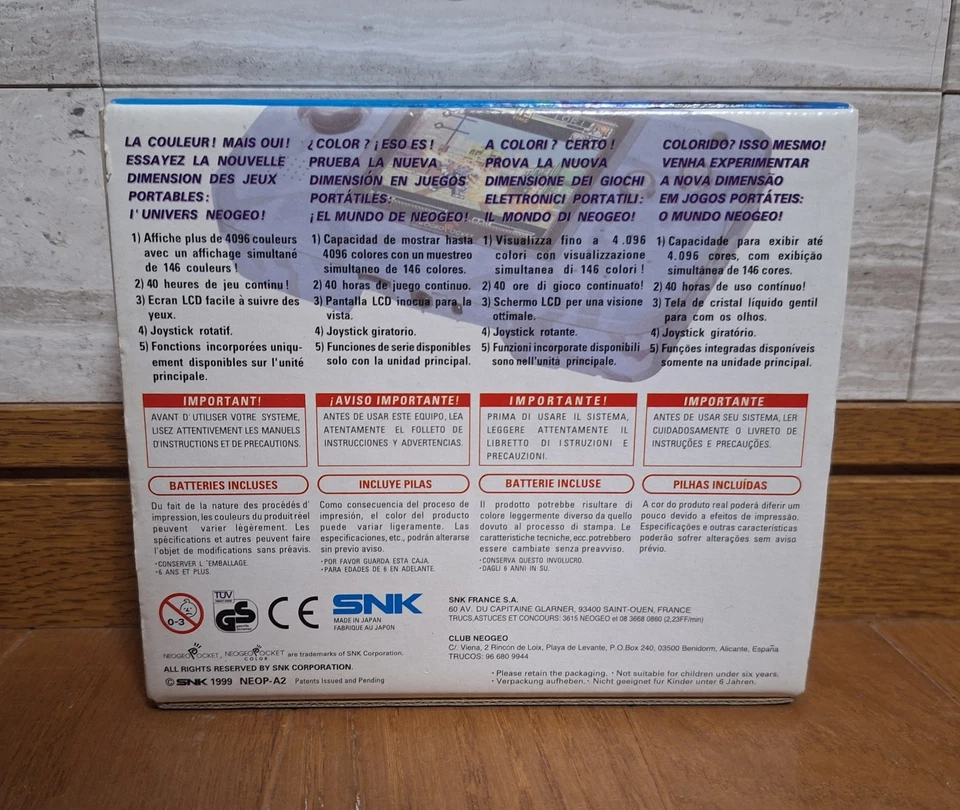 LA COULEUR! MAIS OUI!
ESSAYEZ LA NOUVELLE
DIMENSION DES JEUX
PORTABLES:
l' UNIVERS NEOGEO!
1) Affiche plus de 4096 couleurs
avec un affichage simultané
de 146 couleurs !
2) 40 heures de jeu continu!
3) Ecran LCD facile à suivre des
yeux.
4) Joystick rotatif.
5) Fonctions incorporées uniqu-
ement disponibles sur l'unité
principale.
IMPORTANT!
AVANT D' UTILISER VOTRE SYSTEME,
LISEZ ATTENTIVEMENT LES MANUELS
D'INSTRUCTIONS ET DE PRECAUTIONS.
BATTERIES INCLUSES
Du fait de la nature des procédés d'
impression, les couleurs du produit réel
peuvent varier légèrement. Les
spécifications et autres peuvent faire
l'objet de modifications sans préavis.
·CONSERVER L 'EMBALLAGE.
·6 ANS ET PLUS.
¿COLOR? ¡ESO ES!
PRUEBA LA NUEVA
DIMENSIÓN EN JUEGOS
PORTÁTILES:
¡EL MUNDO DE NEOGEO!
1) Capacidad de mostrar hasta
4096 colores con un muestreo
simultaneo de 146 colores.
2) 40 horas de juego continuo.
3) Pantalla LCD inocua para la
vista.
4) Joystick giratorio.
5) Funciones de serie disponibles
solo con la unidad principal.
¡AVISO IMPORTANTE!
ANTES DE USAR ESTE EQUIPO, LEA
ATENTAMENTE EL FOLLETO DE
INSTRUCCIONES Y ADVERTENCIAS.
INCLUYE PILAS
Como consecuencia del proceso de
impresión, el color del producto
puede variar ligeramente. Las
especificaciones, etc., podrán alterarse
sin previo aviso.
·POR FAVOR GUARDA ESTA CAJA.
·PARA EDADES DE 6 EN ADELANTE.
A COLORI? CERTO!
PROVA LA NUOVA
DIMENSIONE DEI GIOCHI
ELETTRONICI PORTATILI:
IL MONDO DI NEOGEO!
1) Visualizza fino a 4.096
colori con visualizzazione
simultanea di 146 colori !
2) 40 ore di gioco continuato!
3) Schermo LCD per una visione
ottimale.
4) Joystick rotante.
5) Funzioni incorporate disponibili
sono nell'unità principale.
IMPORTANTE!
PRIMA DI USARE IL SISTEMA,
LEGGERE ATTENTAMENTE IL
LIBRETTO DI ISTRUZIONI E
PRECAUZIONI.
BATTERIE INCLUSE
Il prodotto potrebbe risultare di
colore leggermente diverso da quello
dovuto al processo di stampa. Le
caratteristiche tecniche, ecc.potrebbero
essere cambiate senza preavviso.
·CONSERVA QUESTO INVOLUCRO.
·DAGLI 6 ANNI IN SU.
COLORIDO? ISSO MESMO!
VENHA EXPERIMENTAR
A NOVA DIMENSÃO
EM JOGOS PORTÁTEIS:
O MUNDO NEOGEO!
1) Capacidade para exibir até
4.096 cores, com exibição
simultânea de 146 cores.
2) 40 horas de uso contínuo!
3) Tela de cristal líquido gentil
para com os olhos.
4) Joystick giratório.
5) Funções integradas disponíveis
somente na unidade principal.
IMPORTANTE
ANTES DE USAR SEU SISTEMA, LER
CUIDADOSAMENTE O LIVRETO DE
INSTRUÇÕES E PRECAUÇÕES.
PILHAS INCLUÍDAS
A cor do produto real poderá diferir um
pouco devido a efeitos de impressão.
Especificações e outras características
poderão sofrer alterações sem aviso
prévio.
0-3
TÜV
GS
CE
SNK
MADE IN JAPAN
FABRIQUE AU JAPON
SNK FRANCE S.A.
60 AV. DU CAPITAINE GLARNER, 93400 SAINT-OUEN, FRANCE
TRUCS,ASTUCES ET CONCOURS: 3615 NEOGEO et 08 3668 0860 (2,23FF/min)
CLUB NEOGEO
C/. Viena, 2 Rincón de Loix, Playa de Levante, P.O.Box 240, 03500 Benidorm, Alicante, España
TRUCOS: 96 680 9944
NEOGEO POCKET, NEOGEO POCKET COLOR are trademarks of SNK Corporation.
ALL RIGHTS RESERVED BY SNK CORPORATION.
© SNK 1999 NEOP-A2 Patents Issued and Pending
·Please retain the packaging. ·Not suitable for children under six years.
·Verpackung aufheben. ·Nicht geeignet für Kinder unter 6 Jahren.